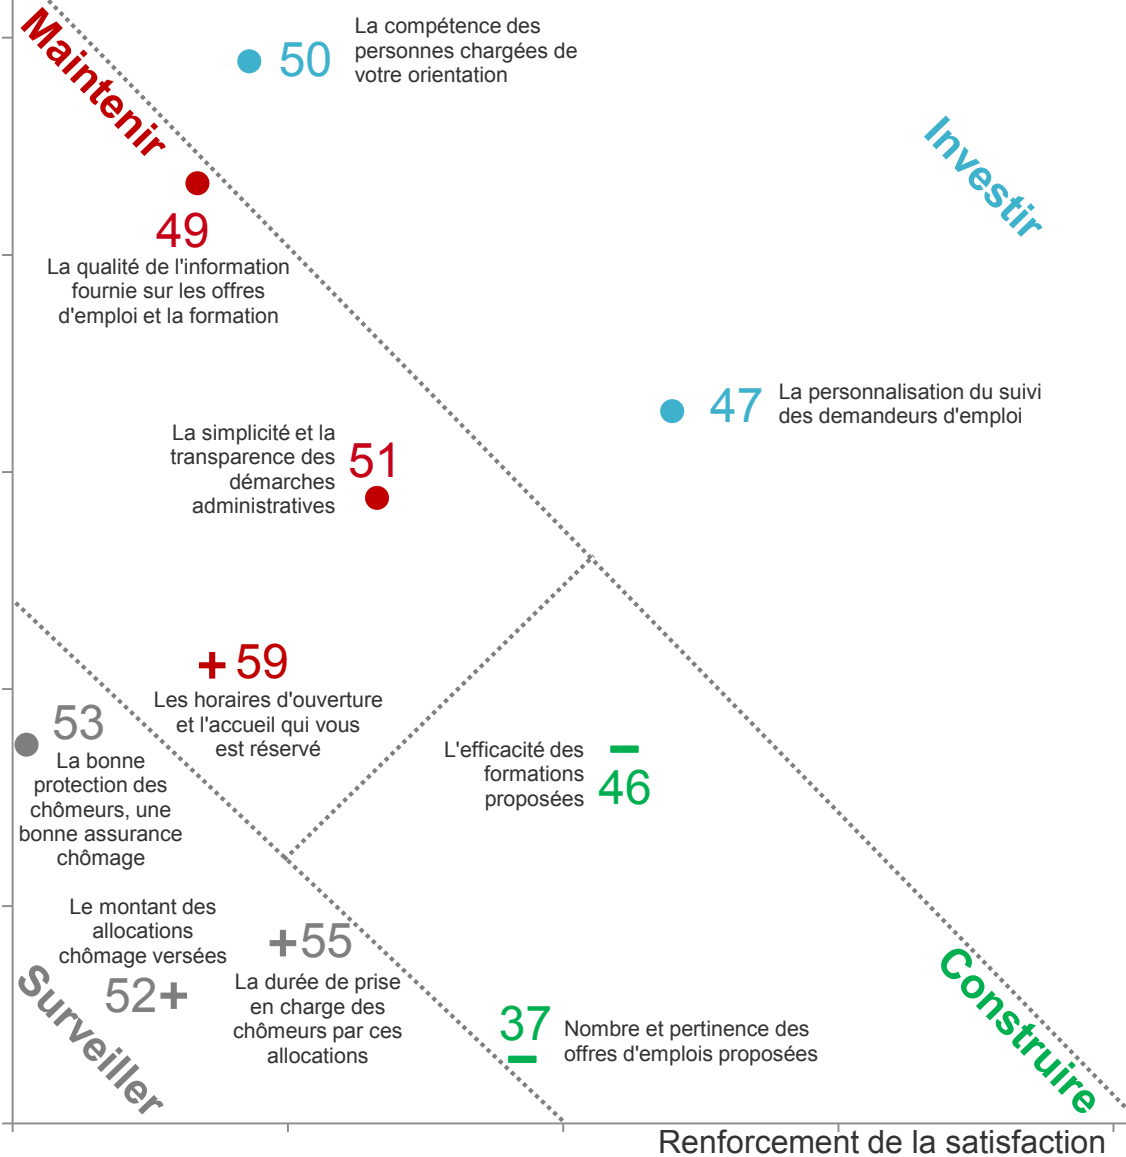 Maintenir
50
La compétence des
personnes chargées de
votre orientation
Investir
49
La qualité de l'information
fournie sur les offres
d'emploi et la formation
47
La personnalisation du suivi
des demandeurs d'emploi
La simplicité et la
transparence des
démarches
administratives
51
+ 59
Les horaires d'ouverture
et l'accueil qui vous
est réservé
53
La bonne
protection des
chômeurs, une
bonne assurance
chômage
L'efficacité des
formations
proposées
46
Le montant des
allocations
chômage versées
52+
+55
La durée de prise
en charge des
chômeurs par ces
allocations
Surveiller
37
Nombre et pertinence des
offres d'emplois proposées
Construire
Renforcement de la satisfaction